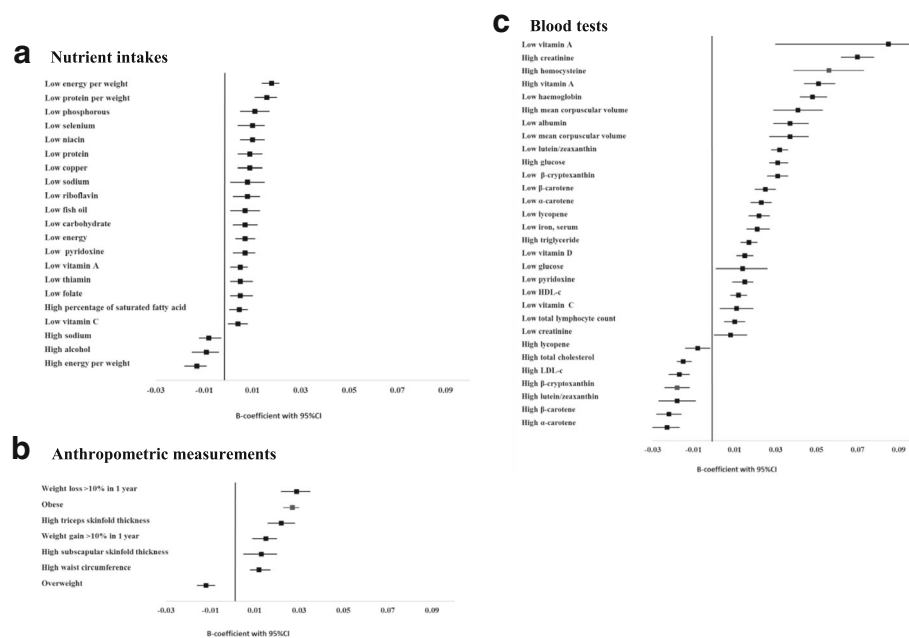 a Nutrient intakes
Low energy per weight
Low protein per weight
Low phosphorous
Low selenium
Low niacin
Low protein
Low copper
Low sodium
Low riboflavin
Low fish oil
Low carbohydrate
Low energy
Low pyridoxine
Low vitamin A
Low thiamin
Low folate
High percentage of saturated fatty acid
Low vitamin C
High sodium
High alcohol
High energy per weight
-0.03 -0.01 0.01 0.03 0.05 0.07 0.09
B-coefficient with 95%CI
b Anthropometric measurements
Weight loss >10% in 1 year
Obese
High triceps skinfold thickness
Weight gain >10% in 1 year
High subscapular skinfold thickness
High waist circumference
Overweight
-0.03 -0.01 0.01 0.03 0.05 0.07 0.09
B-coefficient with 95%CI
c Blood tests
Low vitamin A
High creatinine
High homocysteine
High vitamin A
Low haemoglobin
High mean corpuscular volume
Low albumin
Low mean corpuscular volume
Low lutein/zeaxanthin
High glucose
Low β-cryptoxanthin
Low β-carotene
Low α-carotene
Low lycopene
Low iron, serum
High triglyceride
Low vitamin D
Low glucose
Low pyridoxine
Low HDL-c
Low vitamin C
Low total lymphocyte count
Low creatinine
High lycopene
High total cholesterol
High LDL-c
High β-cryptoxanthin
High lutein/zeaxanthin
High β-carotene
High α-carotene
-0.03 -0.01 0.01 0.03 0.05 0.07 0.09
B-coefficient with 95%CI